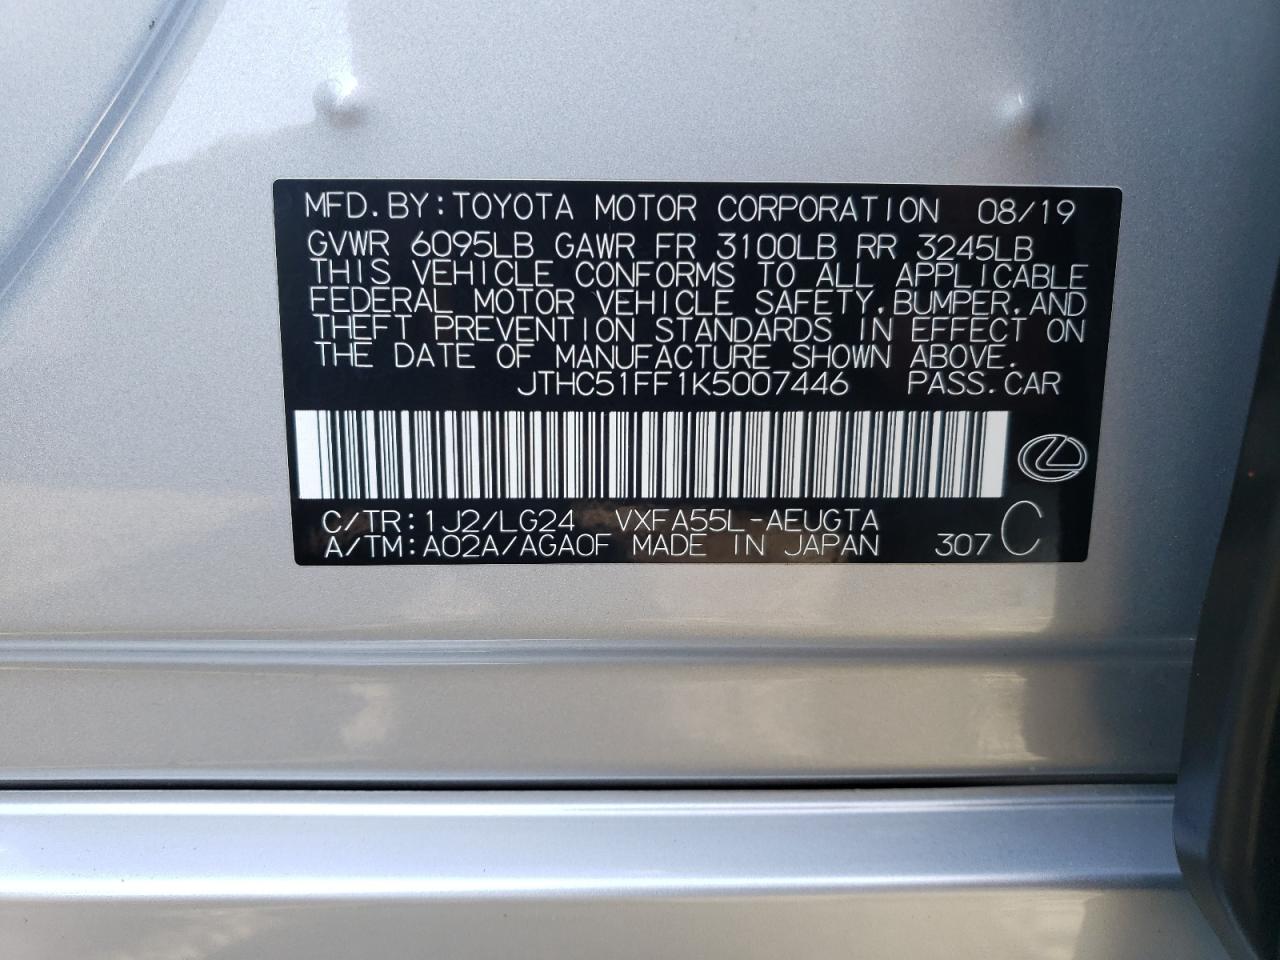 MFD.BY:TOYOTA MOTOR CORPORATION 08/19
GVWR 6095LB GAWR FR 3100LB RR 3245LB
THIS VEHICLE CONFORMS TO ALL APPLICABLE
FEDERAL MOTOR VEHICLE SAFETY,BUMPER,AND
THEFT PREVENTION STANDARDS IN EFFECT ON
THE DATE OF MANUFACTURE SHOWN ABOVE.
JTHC51FF1K5007446 PASS.CAR
C/TR:1J2/LG24 VXFA55L-AEUGTA
A/TM:A02A/AGA0F MADE IN JAPAN 307 C